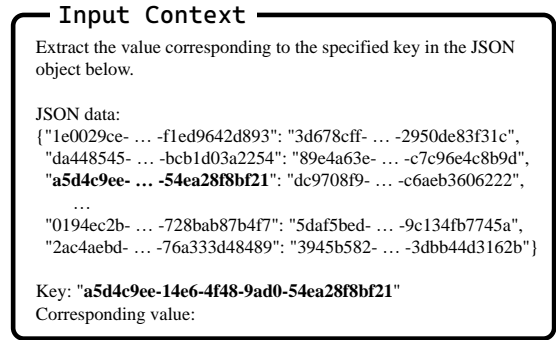 Input Context
Extract the value corresponding to the specified key in the JSON
object below.
JSON data:
{"1e0029ce- … -f1ed9642d893": "3d678cff- … -2950de83f31c",
"da448545- … -bcb1d03a2254": "89e4a63e- … -c7c96e4c8b9d",
"a5d4c9ee- … -54ea28f8bf21": "dc9708f9- … -c6aeb3606222",
…
"0194ec2b- … -728bab87b4f7": "5daf5bed- … -9c134fb7745a",
"2ac4aebd- … -76a333d48489": "3945b582- … -3dbb44d3162b"}
Key: "a5d4c9ee-14e6-4f48-9ad0-54ea28f8bf21"
Corresponding value: